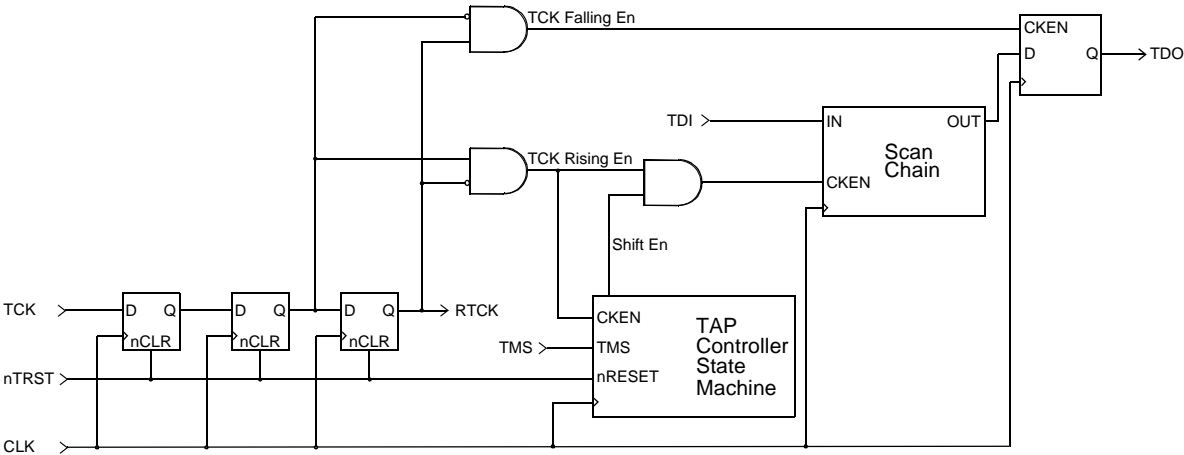 TCK Falling En
CKEN
D Q
TDO
TDI
IN OUT
Scan
Chain
TCK Rising En
CKEN
Shift En
TCK
D Q
nCLR
D Q
nCLR
D Q
nCLR
RTCK
CKEN
TAP
Controller
State
Machine
TMS
TMS
nTRST
nRESET
CLK